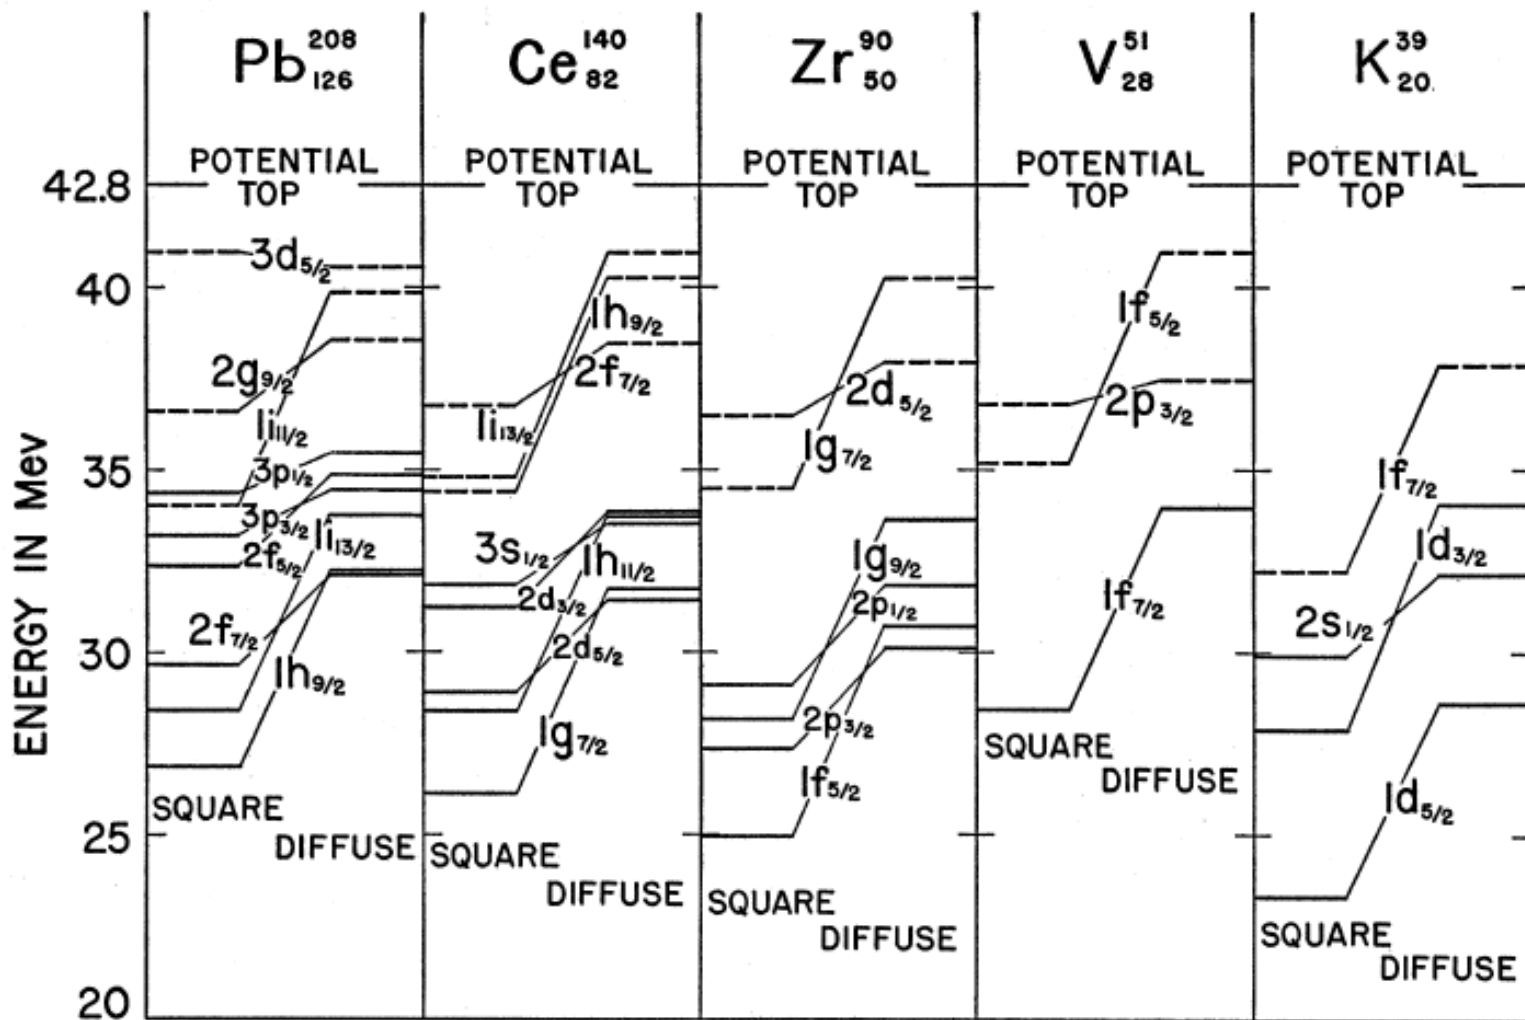 Pb 208 126
Ce 140 82
Zr 90 50
V 51 28
K 39 20.
POTENTIAL TOP
POTENTIAL TOP
POTENTIAL TOP
POTENTIAL TOP
POTENTIAL TOP
ENERGY IN Mev
42.8
40
35
30
25
20
3d5/2
2g9/2
1i11/2
3p1/2
3p3/2
1i13/2
2f5/2
2f7/2
1h9/2
SQUARE
DIFFUSE
1h9/2
2f7/2
1i13/2
3s1/2
1h11/2
2d3/2
2d5/2
1g7/2
SQUARE
DIFFUSE
2d5/2
1g7/2
1g9/2
2p1/2
2p3/2
1f5/2
SQUARE
DIFFUSE
1f5/2
2p3/2
1f7/2
SQUARE
DIFFUSE
1f7/2
1d3/2
2s1/2
1d5/2
SQUARE
DIFFUSE